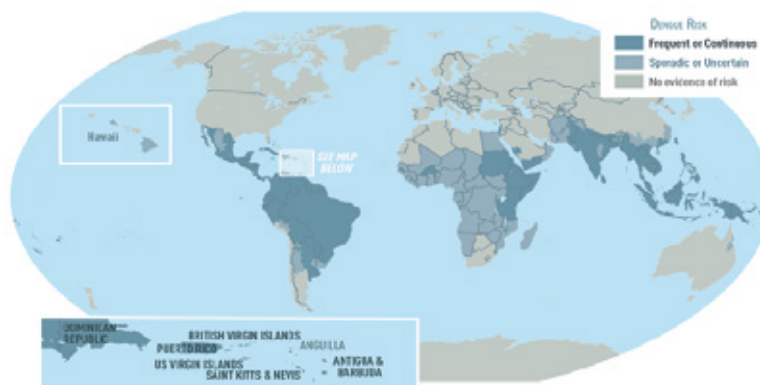 DENGUE RISK
Frequent or Continuous
Sporadic or Uncertain
No evidence of risk
Hawaii
SEE MAP
BELOW
DOMINICAN
REPUBLIC
BRITISH VIRGIN ISLANDS
PUERTO RICO
ANGUILLA
US VIRGIN ISLANDS
ANTIGUA &
BARBUDA
SAINT KITTS & NEVIS